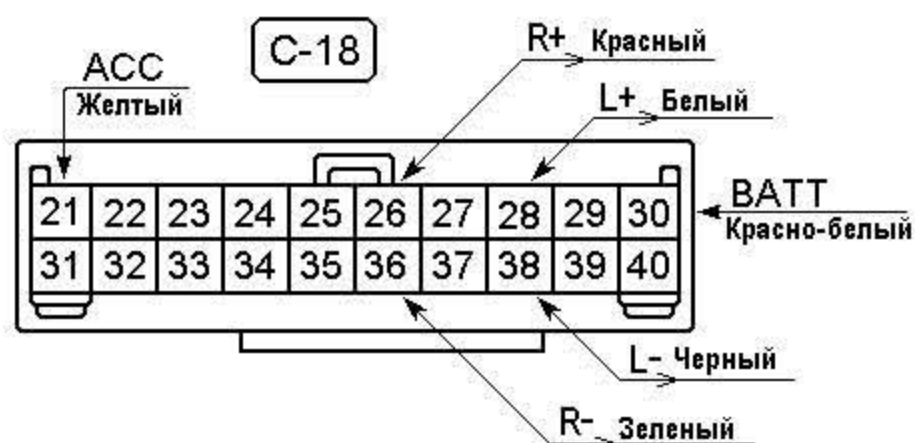 C-18
R+ Красный
ACC
Желтый
L+ Белый
21 22 23 24 25 26 27 28 29 30
BATT
Красно-белый
31 32 33 34 35 36 37 38 39 40
L- Черный
R- Зеленый